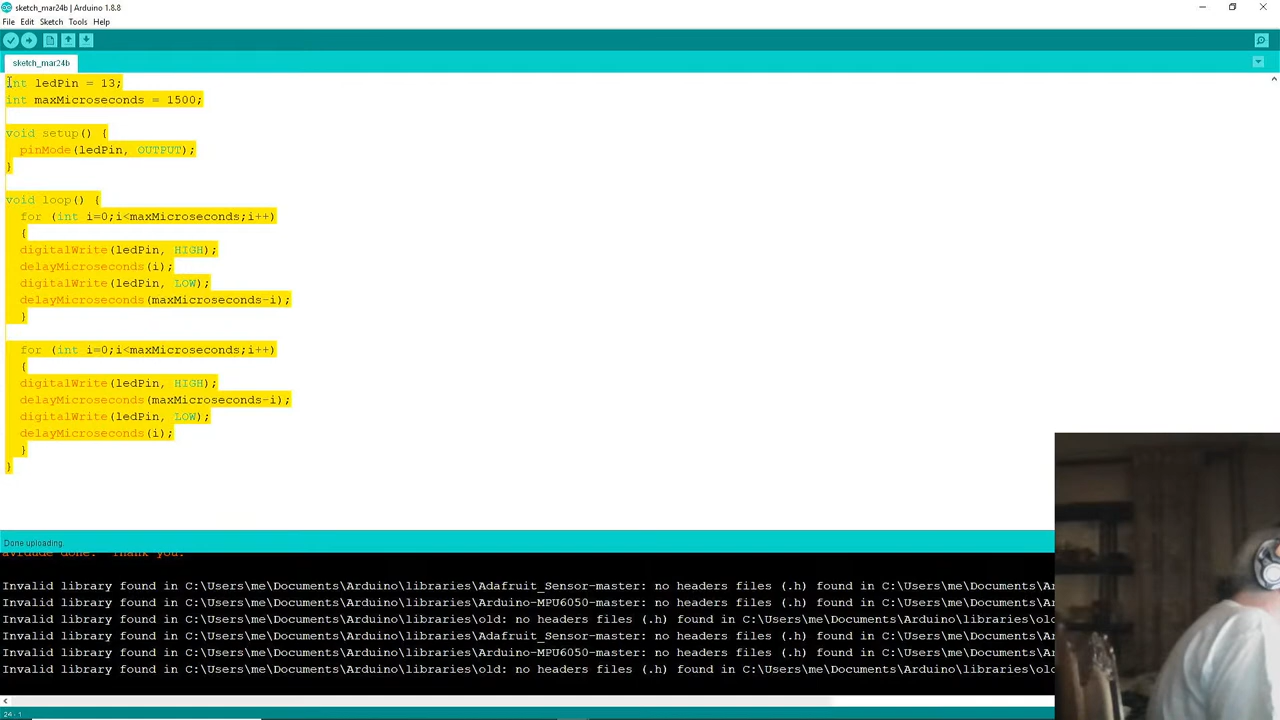 sketch_mar24b | Arduino 1.8.8
File Edit Sketch Tools Help
sketch_mar24b
int ledPin = 13;
int maxMicroseconds = 1500;
void setup() {
pinMode(ledPin, OUTPUT);
}
void loop() {
for (int i=0;i<maxMicroseconds;i++)
{
digitalWrite(ledPin, HIGH);
delayMicroseconds(i);
digitalWrite(ledPin, LOW);
delayMicroseconds(maxMicroseconds-i);
}
for (int i=0;i<maxMicroseconds;i++)
{
digitalWrite(ledPin, HIGH);
delayMicroseconds(maxMicroseconds-i);
digitalWrite(ledPin, LOW);
delayMicroseconds(i);
}
}
Done uploading.
avrdude done. Thank you.
Invalid library found in C:\Users\me\Documents\Arduino\libraries\Adafruit_Sensor-master: no headers files (.h) found in C:\Users\me\Documents\Ar
Invalid library found in C:\Users\me\Documents\Arduino\libraries\Arduino-MPU6050-master: no headers files (.h) found in C:\Users\me\Documents\Ar
Invalid library found in C:\Users\me\Documents\Arduino\libraries\old: no headers files (.h) found in C:\Users\me\Documents\Arduino\libraries\old
Invalid library found in C:\Users\me\Documents\Arduino\libraries\Adafruit_Sensor-master: no headers files (.h) found in C:\Users\me\Documents\Ar
Invalid library found in C:\Users\me\Documents\Arduino\libraries\Arduino-MPU6050-master: no headers files (.h) found in C:\Users\me\Documents\Ar
Invalid library found in C:\Users\me\Documents\Arduino\libraries\old: no headers files (.h) found in C:\Users\me\Documents\Arduino\libraries\old
24 - 1